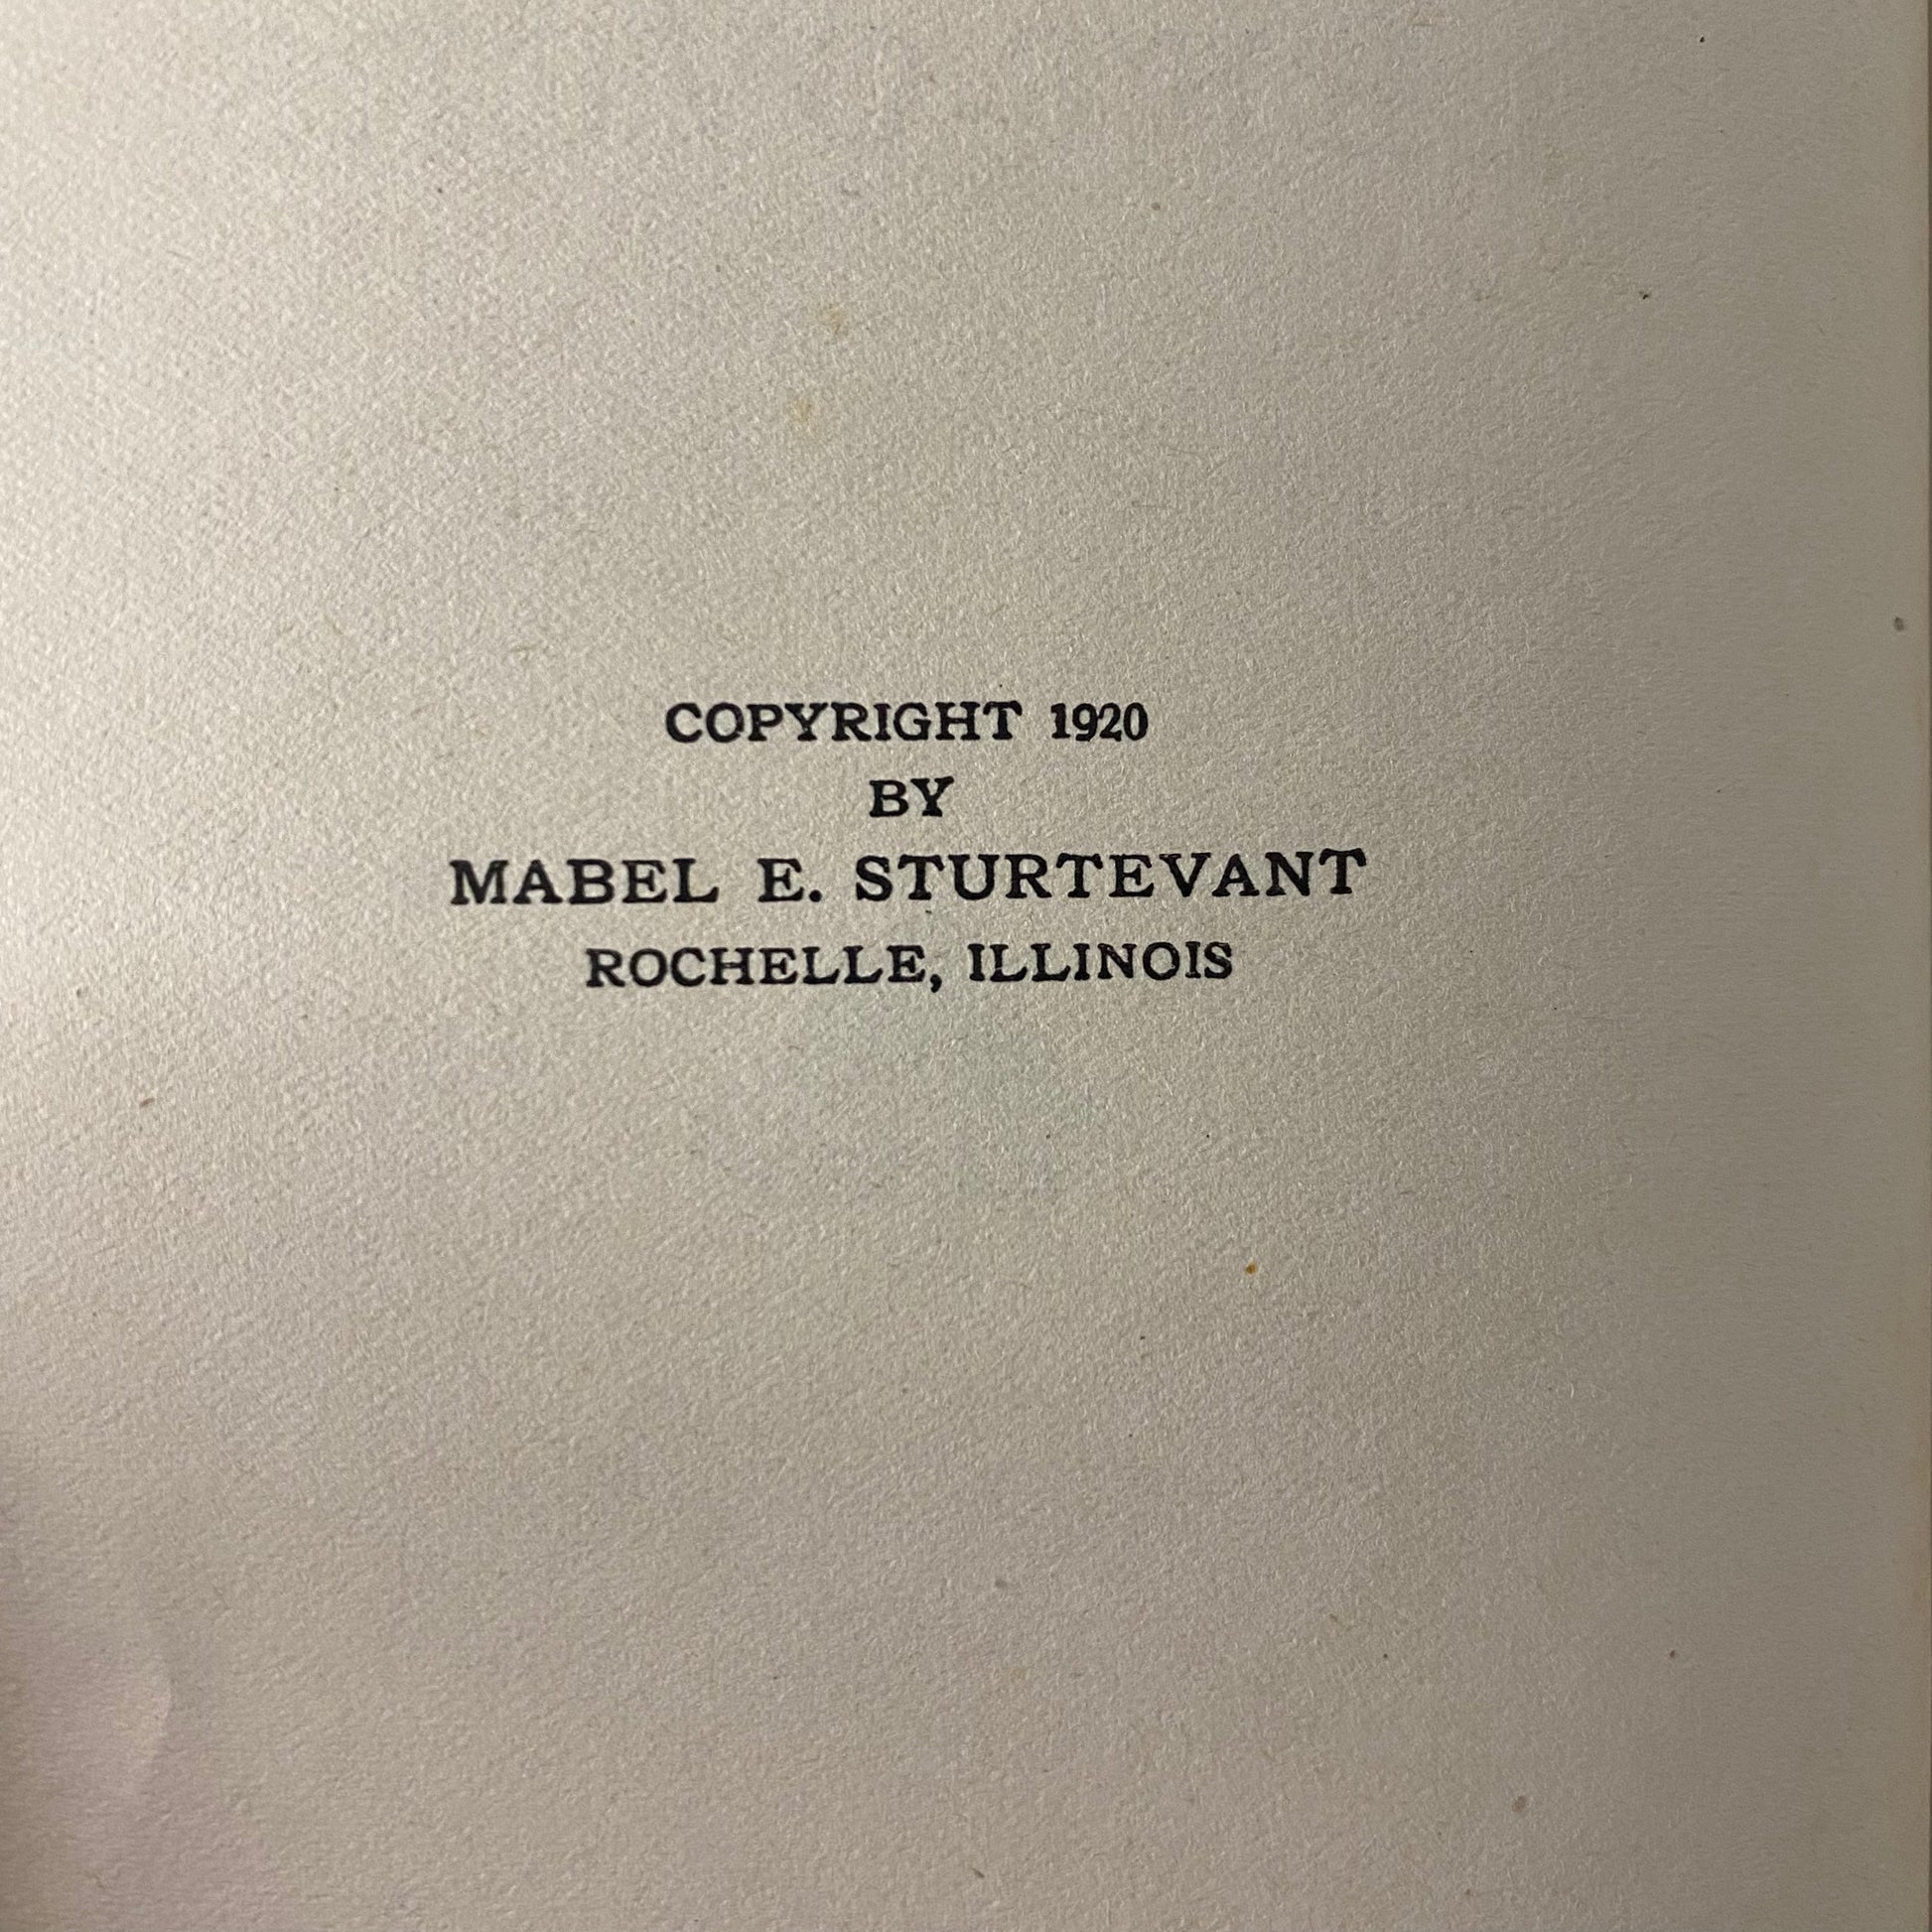 COPYRIGHT 1920
BY
MABEL E. STURTEVANT
ROCHELLE, ILLINOIS